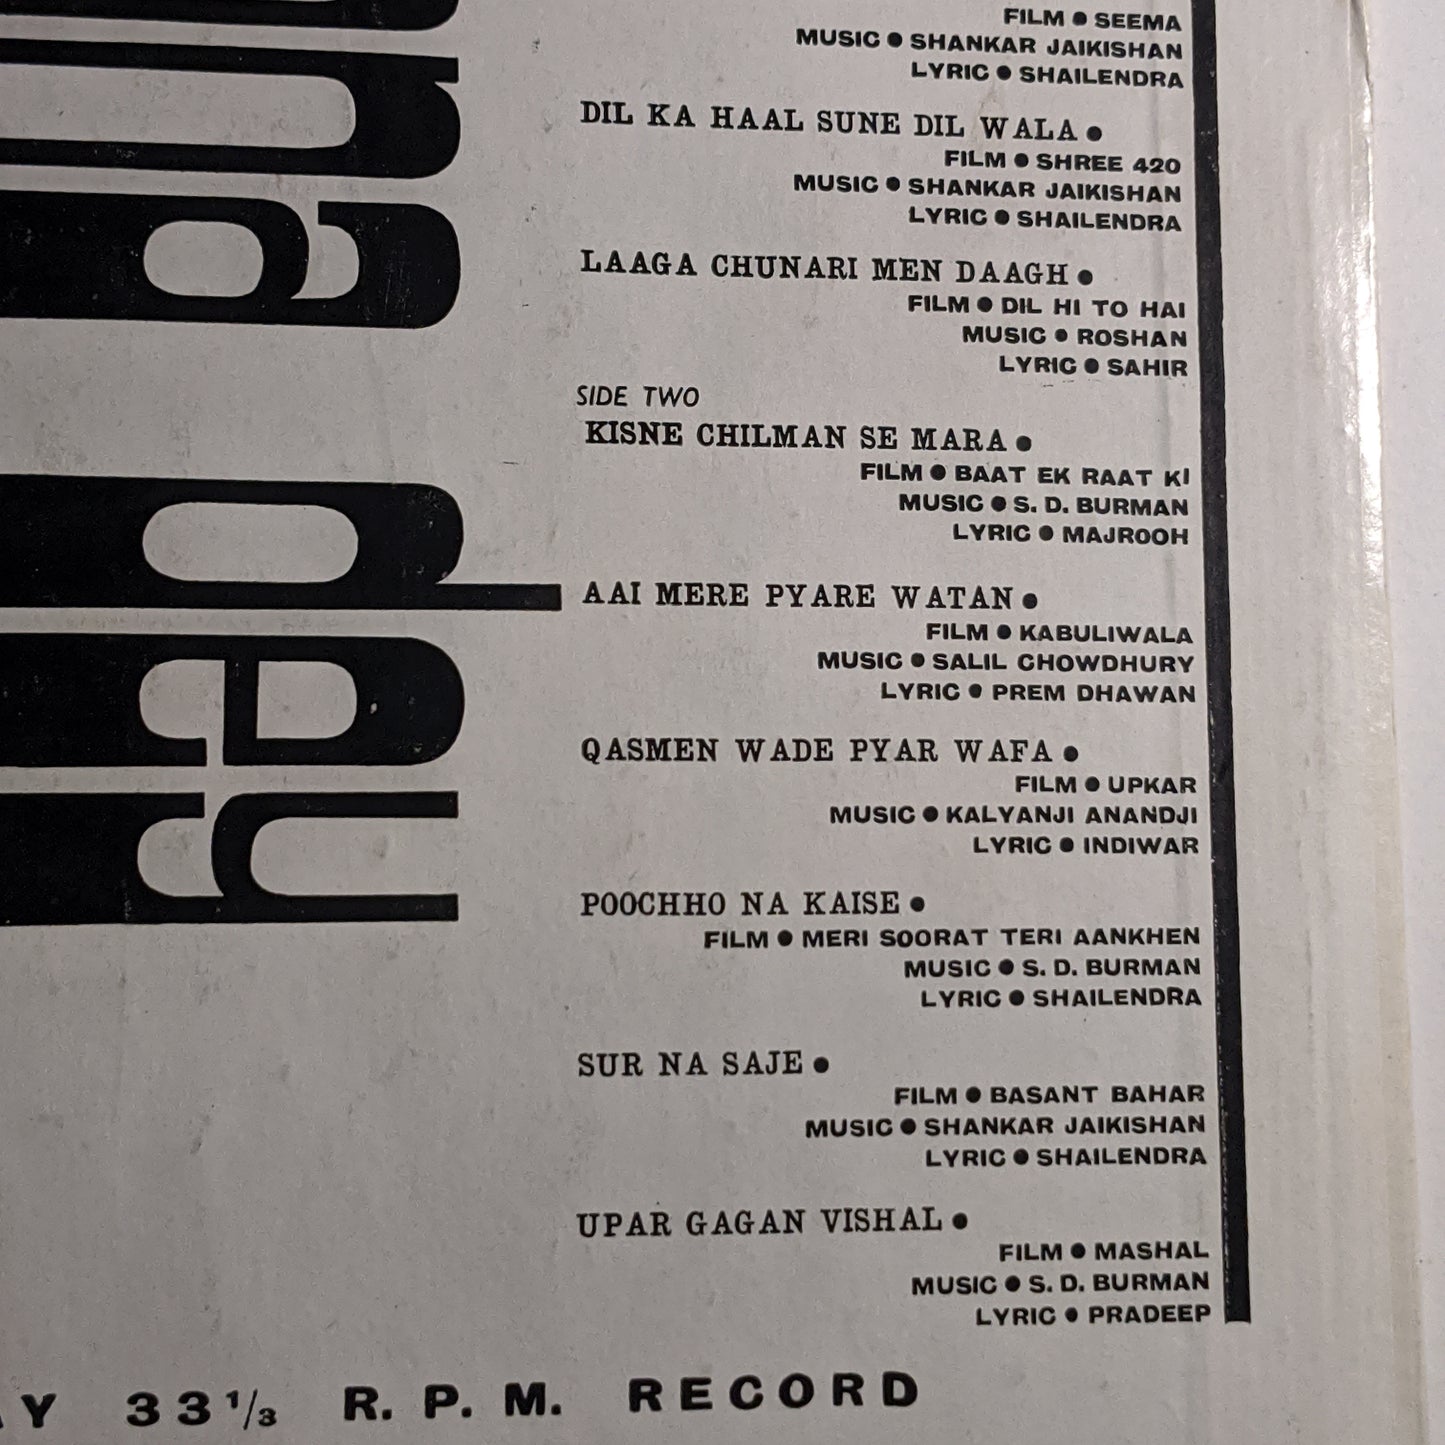 FILM ● SEEMA
MUSIC ● SHANKAR JAIKISHAN
LYRIC ● SHAILENDRA
DIL KA HAAL SUNE DIL WALA ●
FILM ● SHREE 420
MUSIC ● SHANKAR JAIKISHAN
LYRIC ● SHAILENDRA
LAAGA CHUNARI MEN DAAGH ●
FILM ● DIL HI TO HAI
MUSIC ● ROSHAN
LYRIC ● SAHIR
SIDE TWO
KISNE CHILMAN SE MARA ●
FILM ● BAAT EK RAAT KI
MUSIC ● S. D. BURMAN
LYRIC ● MAJROOH
AAI MERE PYARE WATAN ●
FILM ● KABULIWALA
MUSIC ● SALIL CHOWDHURY
LYRIC ● PREM DHAWAN
QASMEN WADE PYAR WAFA ●
FILM ● UPKAR
MUSIC ● KALYANJI ANANDJI
LYRIC ● INDIWAR
POOCHHO NA KAISE ●
FILM ● MERI SOORAT TERI AANKHEN
MUSIC ● S. D. BURMAN
LYRIC ● SHAILENDRA
SUR NA SAJE ●
FILM ● BASANT BAHAR
MUSIC ● SHANKAR JAIKISHAN
LYRIC ● SHAILENDRA
UPAR GAGAN VISHAL ●
FILM ● MASHAL
MUSIC ● S. D. BURMAN
LYRIC ● PRADEEP
33 1/3 R. P. M. RECORD
dey